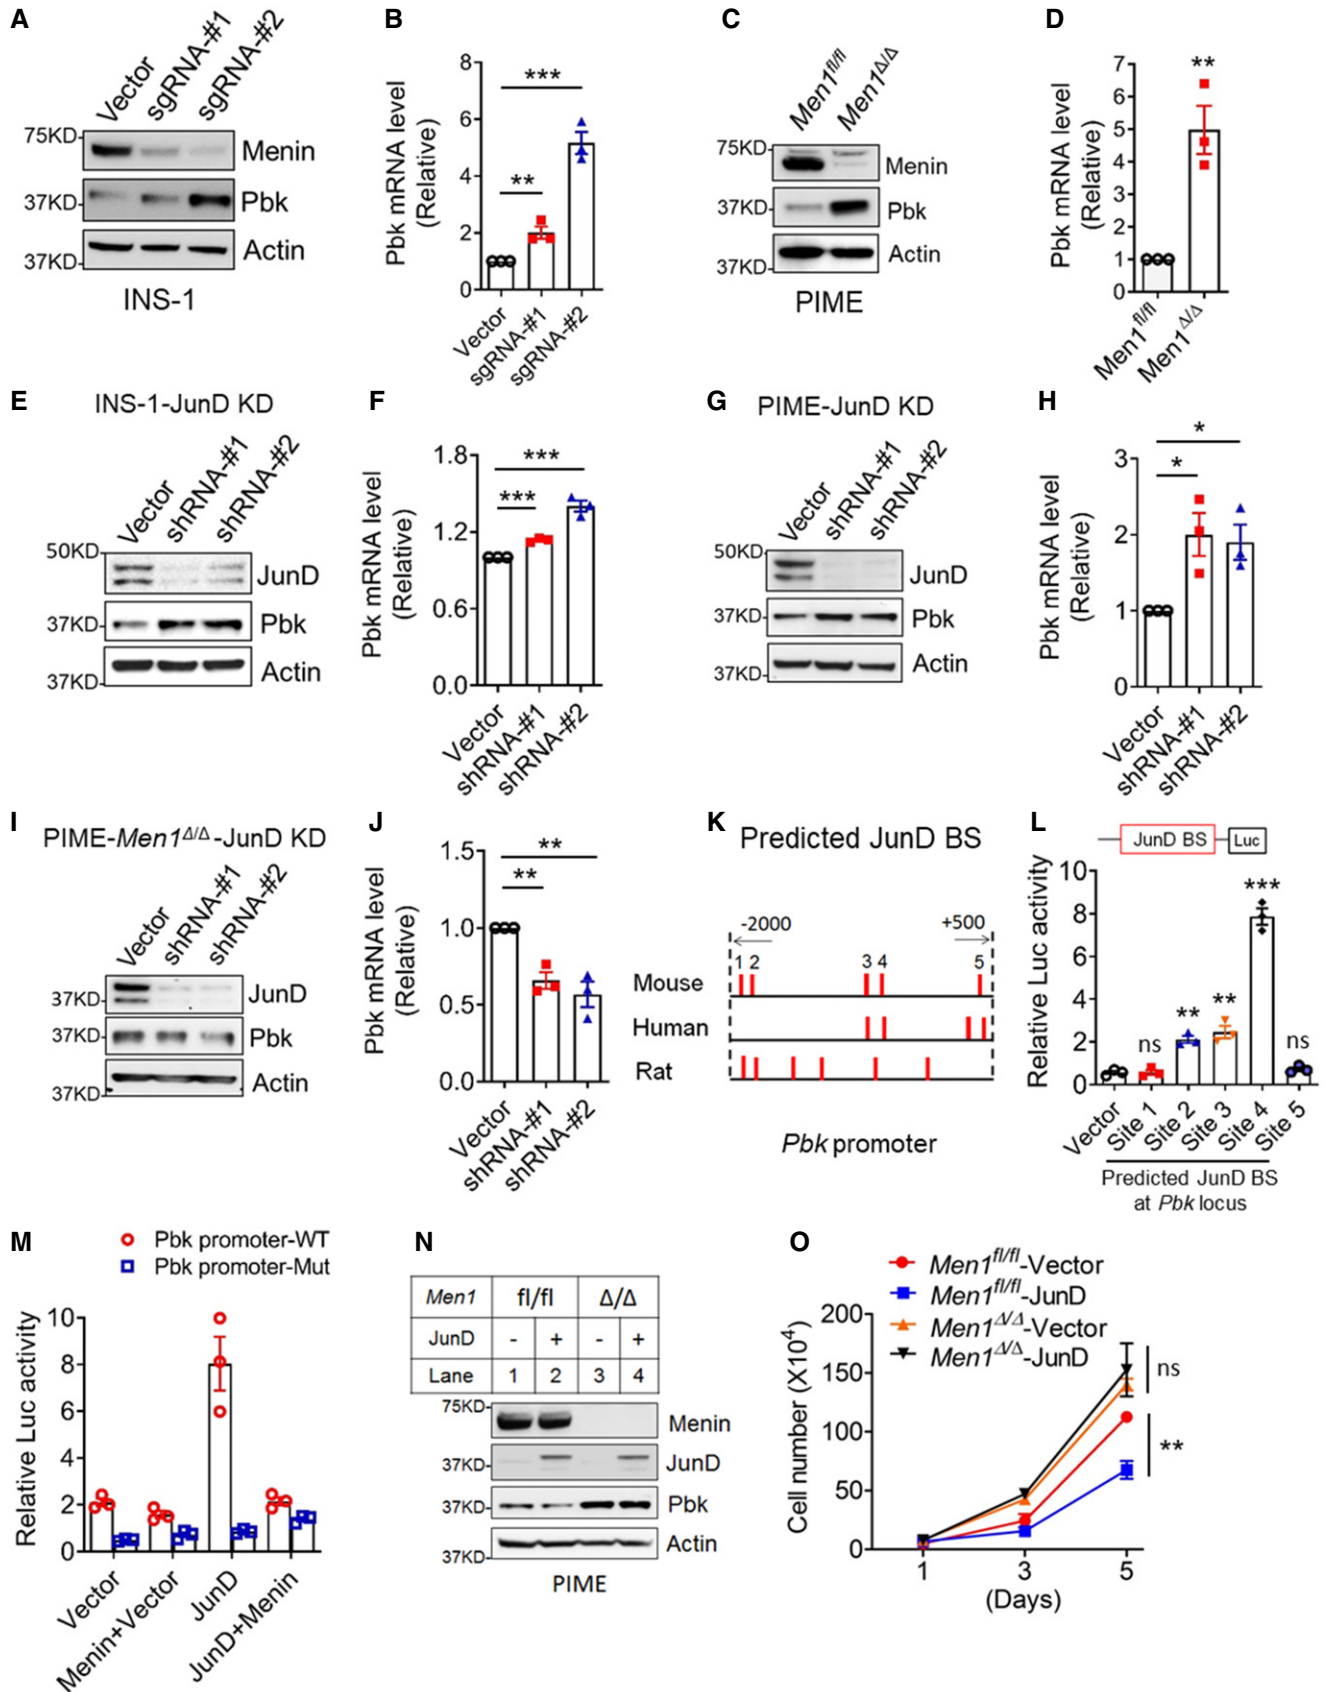 A
Vector
sgRNA-#1
sgRNA-#2
75KD
Menin
37KD
Pbk
Actin
37KD
INS-1
B
Pbk mRNA level
(Relative)
8
6
4
2
0
***
**
Vector
sgRNA-#1
sgRNA-#2
C
Men1fl/fl
Men1Δ/Δ
75KD
Menin
37KD
Pbk
Actin
37KD
PIME
D
Pbk mRNA level
(Relative)
7
6
5
4
3
2
1
0
**
Men1fl/fl
Men1Δ/Δ
E
INS-1-JunD KD
Vector
shRNA-#1
shRNA-#2
50KD
JunD
37KD
Pbk
Actin
37KD
F
Pbk mRNA level
(Relative)
1.8
1.2
0.6
0.0
***
***
Vector
shRNA-#1
shRNA-#2
G
PIME-JunD KD
Vector
shRNA-#1
shRNA-#2
50KD
JunD
37KD
Pbk
Actin
37KD
H
Pbk mRNA level
(Relative)
3
2
1
0
*
*
Vector
shRNA-#1
shRNA-#2
I
PIME-Men1Δ/Δ-JunD KD
Vector
shRNA-#1
shRNA-#2
37KD
JunD
37KD
Pbk
Actin
37KD
J
Pbk mRNA level
(Relative)
1.5
1.0
0.5
0.0
**
**
Vector
shRNA-#1
shRNA-#2
K
Predicted JunD BS
-2000
+500
1 2 3 4 5
Mouse
Human
Rat
Pbk promoter
L
JunD BS
Luc
Relative Luc activity
10
8
6
4
2
0
ns
**
**
***
ns
Vector
Site 1
Site 2
Site 3
Site 4
Site 5
Predicted JunD BS
at Pbk locus
M
Pbk promoter-WT
Pbk promoter-Mut
Relative Luc activity
10
8
6
4
2
0
Vector
Menin+Vector
JunD
JunD+Menin
N
Men1 fl/fl Δ/Δ
JunD - + - +
Lane 1 2 3 4
75KD
Menin
37KD
JunD
37KD
Pbk
Actin
37KD
PIME
O
Men1fl/fl-Vector
Men1fl/fl-JunD
Men1Δ/Δ-Vector
Men1Δ/Δ-JunD
Cell number (X10⁴)
200
150
100
50
0
ns
**
1 3 5
(Days)